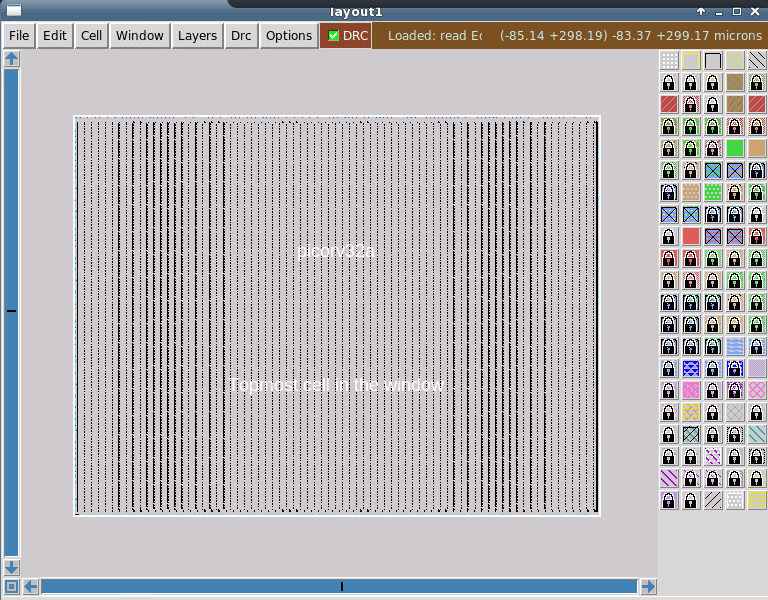 layout1
File Edit Cell Window Layers Drc Options DRC Loaded: read Ec (-85.14 +298.19) -83.37 +299.17 microns
picorv32a
Topmost cell in the window